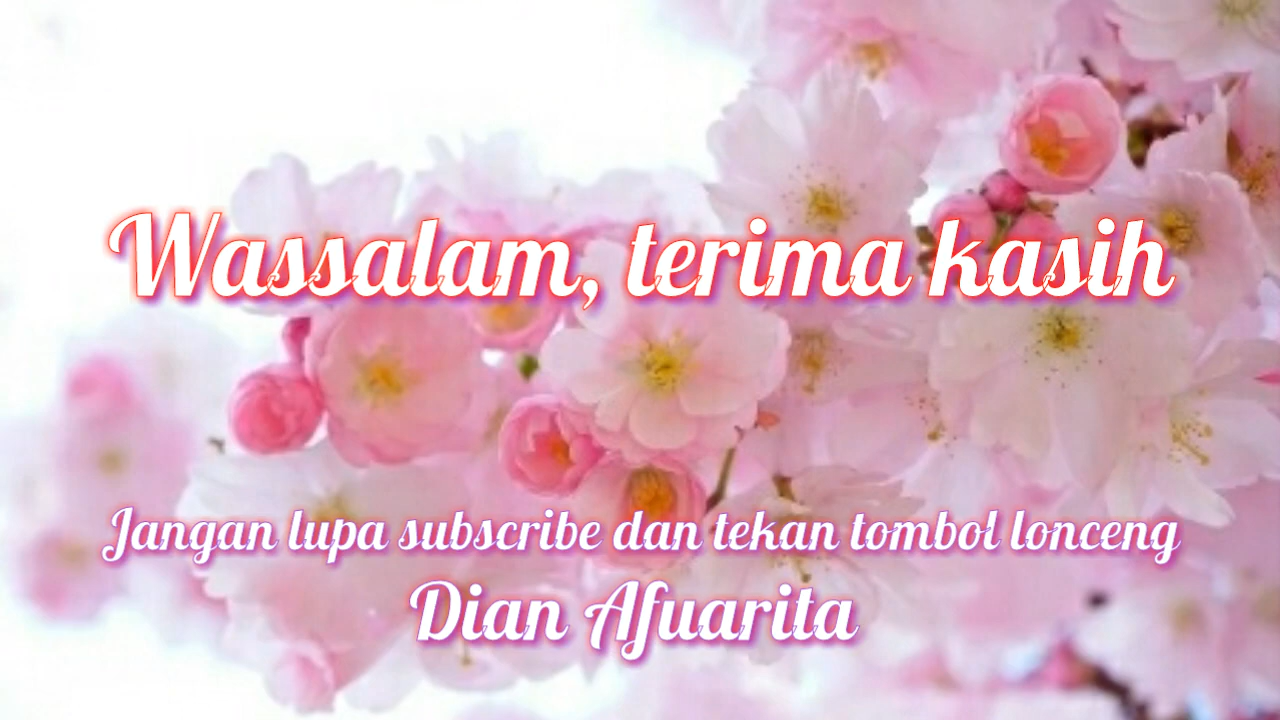 Wassalam, terima kasih
Jangan lupa subscribe dan tekan tombol lonceng
Dian Afuarita